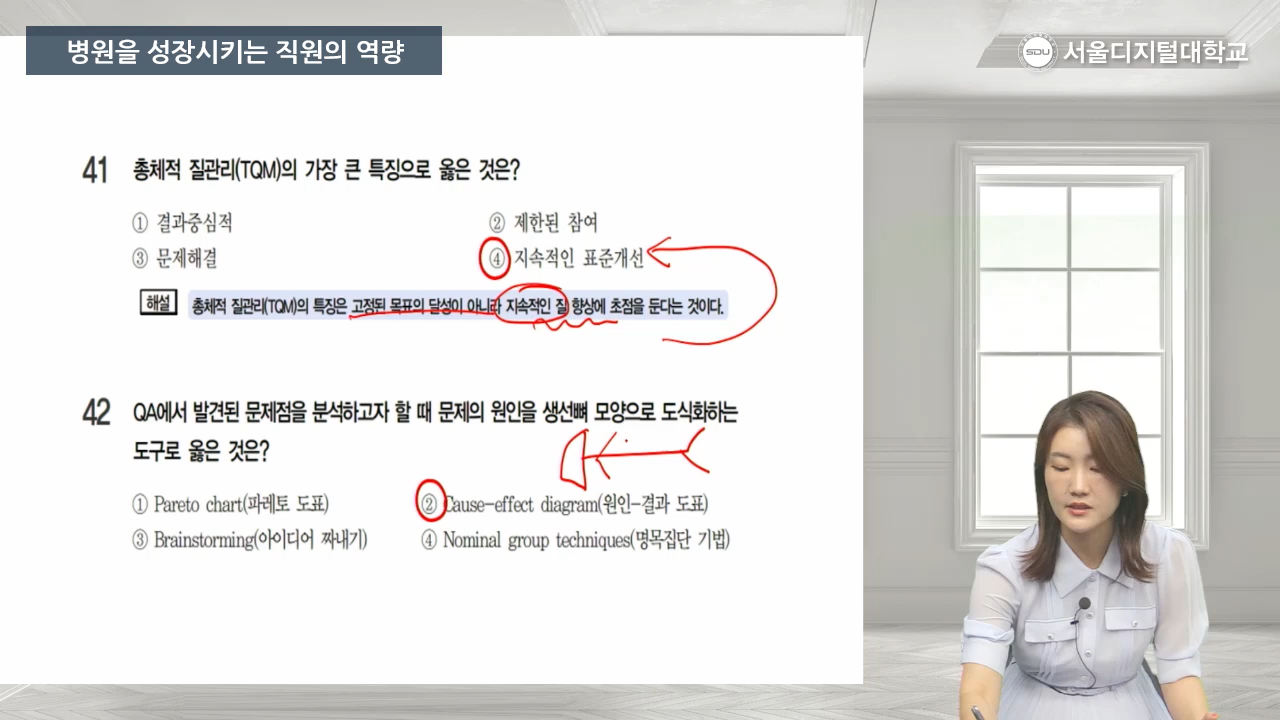 병원을 성장시키는 직원의 역량
SDU 서울디지털대학교
41 총체적 질관리(TQM)의 가장 큰 특징으로 옳은 것은?
① 결과중심적 ② 제한된 참여
③ 문제해결 ④ 지속적인 표준개선
해설 총체적 질관리(TQM)의 특징은 고정된 목표의 달성이 아니라 지속적인 질 향상에 초점을 둔다는 것이다.
42 QA에서 발견된 문제점을 분석하고자 할 때 문제의 원인을 생선뼈 모양으로 도식화하는
도구로 옳은 것은?
① Pareto chart(파레토 도표) ② Cause-effect diagram(원인-결과 도표)
③ Brainstorming(아이디어 짜내기) ④ Nominal group techniques(명목집단 기법)